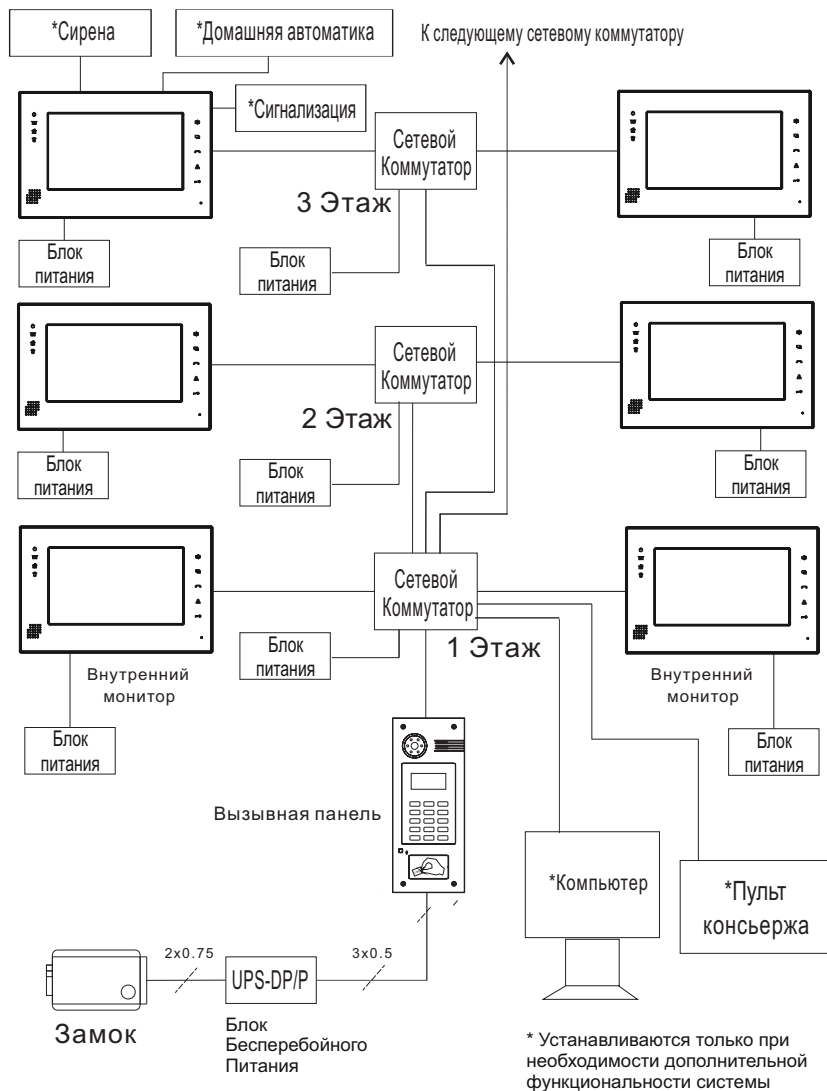 *Сирена
*Домашняя автоматика
К следующему сетевому коммутатору
*Сигнализация
Сетевой
Коммутатор
3 Этаж
Блок
питания
Блок
питания
Блок
питания
Сетевой
Коммутатор
2 Этаж
Блок
питания
Блок
питания
Блок
питания
Сетевой
Коммутатор
1 Этаж
Блок
питания
Внутренний
монитор
Внутренний
монитор
Блок
питания
Блок
питания
Вызывная панель
*Компьютер
*Пульт
консьержа
2x0.75
3x0.5
UPS-DP/P
Замок
Блок
Бесперебойного
Питания
* Устанавливаются только при
необходимости дополнительной
функциональности системы